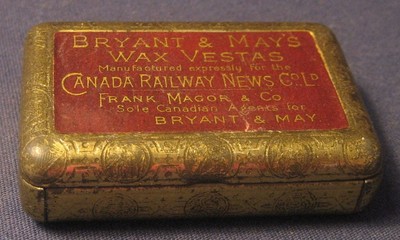 BRYANT & MAY'S
WAX VESTAS
Manufactured expressly for the
CANADA RAILWAY NEWS Co. LD
FRANK MAGOR & Co
Sole Canadian Agents for
BRYANT & MAY